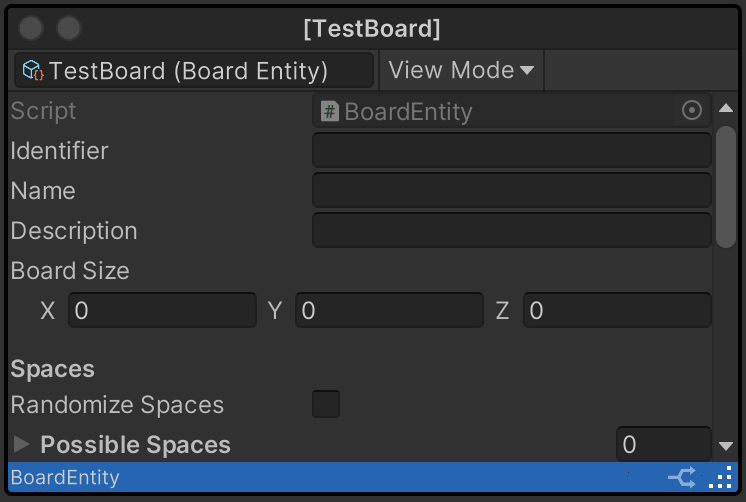 [TestBoard]
TestBoard (Board Entity) View Mode
Script # BoardEntity
Identifier
Name
Description
Board Size
X 0 Y 0 Z 0
Spaces
Randomize Spaces
Possible Spaces 0
BoardEntity